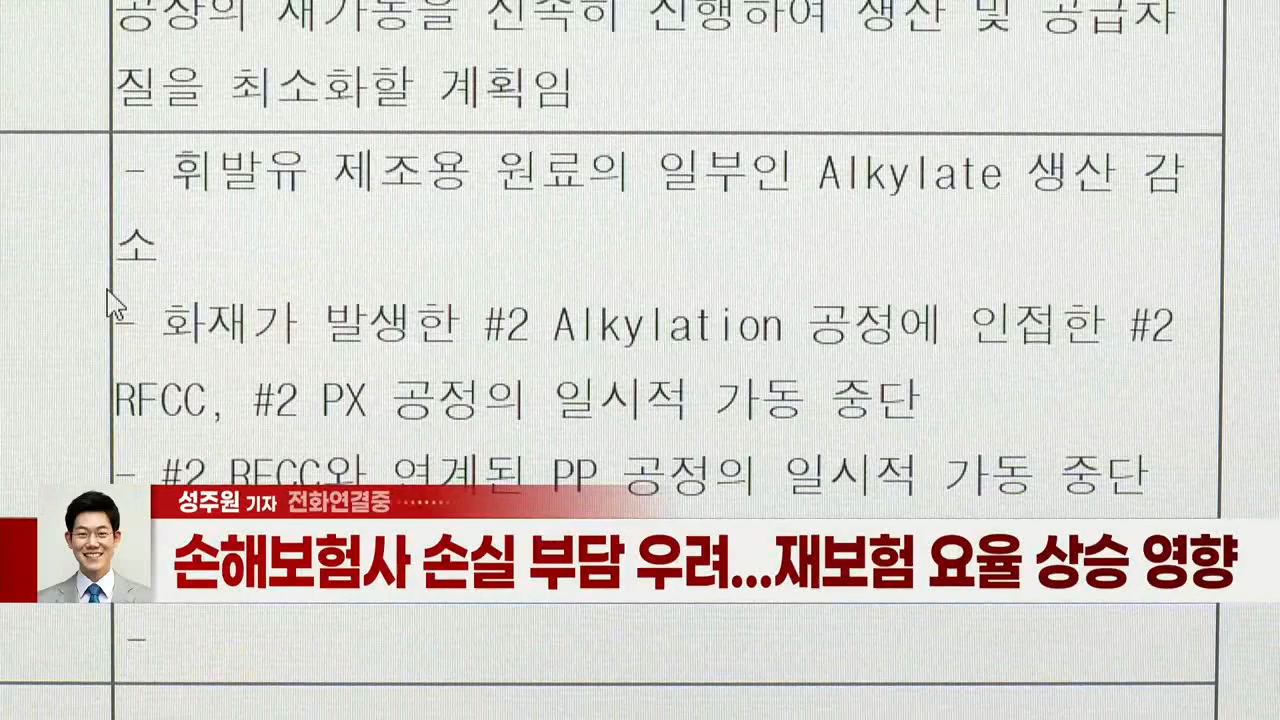 공장의 재가동을 신속히 진행하여 생산 및 공급차
질을 최소화할 계획임
- 휘발유 제조용 원료의 일부인 Alkylate 생산 감
소
- 화재가 발생한 #2 Alkylation 공정에 인접한 #2
RFCC, #2 PX 공정의 일시적 가동 중단
- #2 RFCC와 연계된 PP 공정의 일시적 가동 중단
성주원 기자 전화연결중
손해보험사 손실 부담 우려...재보험 요율 상승 영향
-